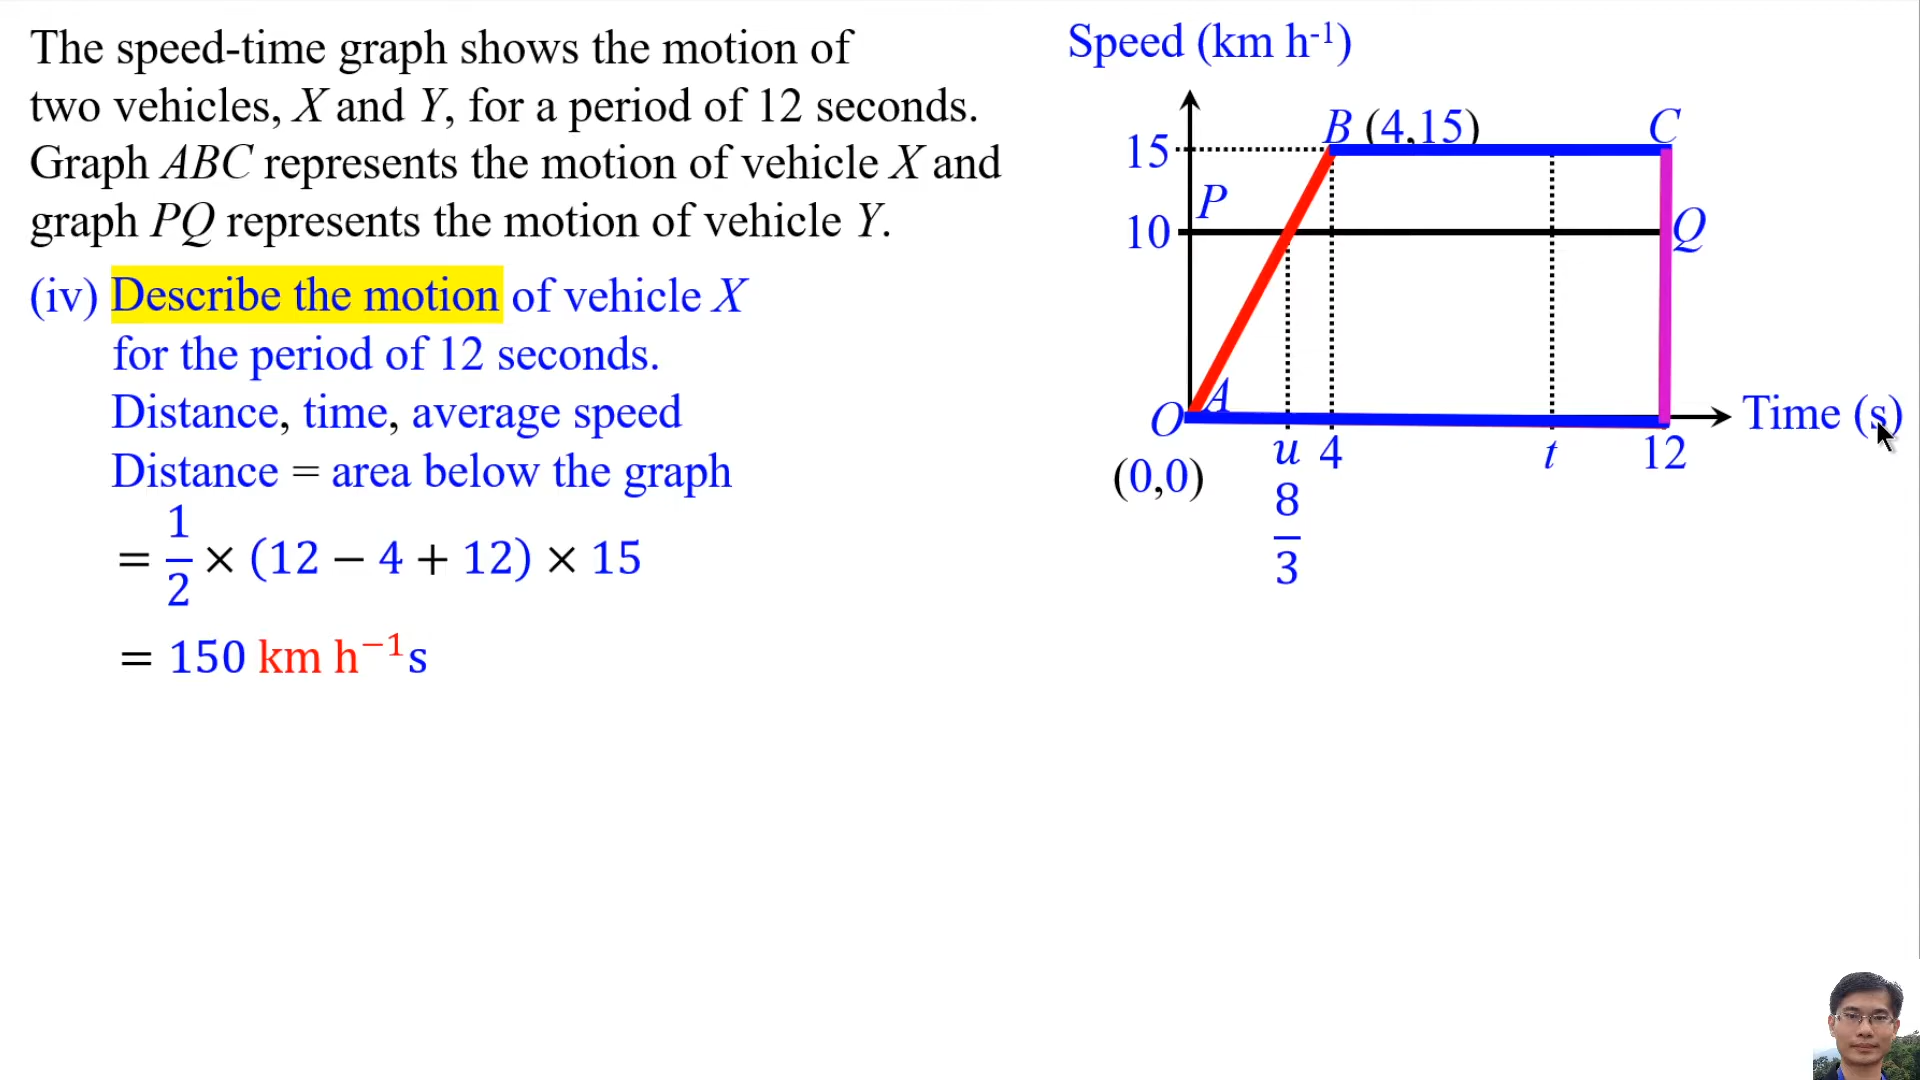 The speed-time graph shows the motion of
two vehicles, X and Y, for a period of 12 seconds.
Graph ABC represents the motion of vehicle X and
graph PQ represents the motion of vehicle Y.
(iv) Describe the motion of vehicle X
for the period of 12 seconds.
Distance, time, average speed
Distance = area below the graph
= 1/2 × (12 − 4 + 12) × 15
= 150 km h⁻¹s
Speed (km h⁻¹)
B (4,15)
C
15
P
10
Q
A
O
Time (s)
u
4
t
12
(0,0)
8/3